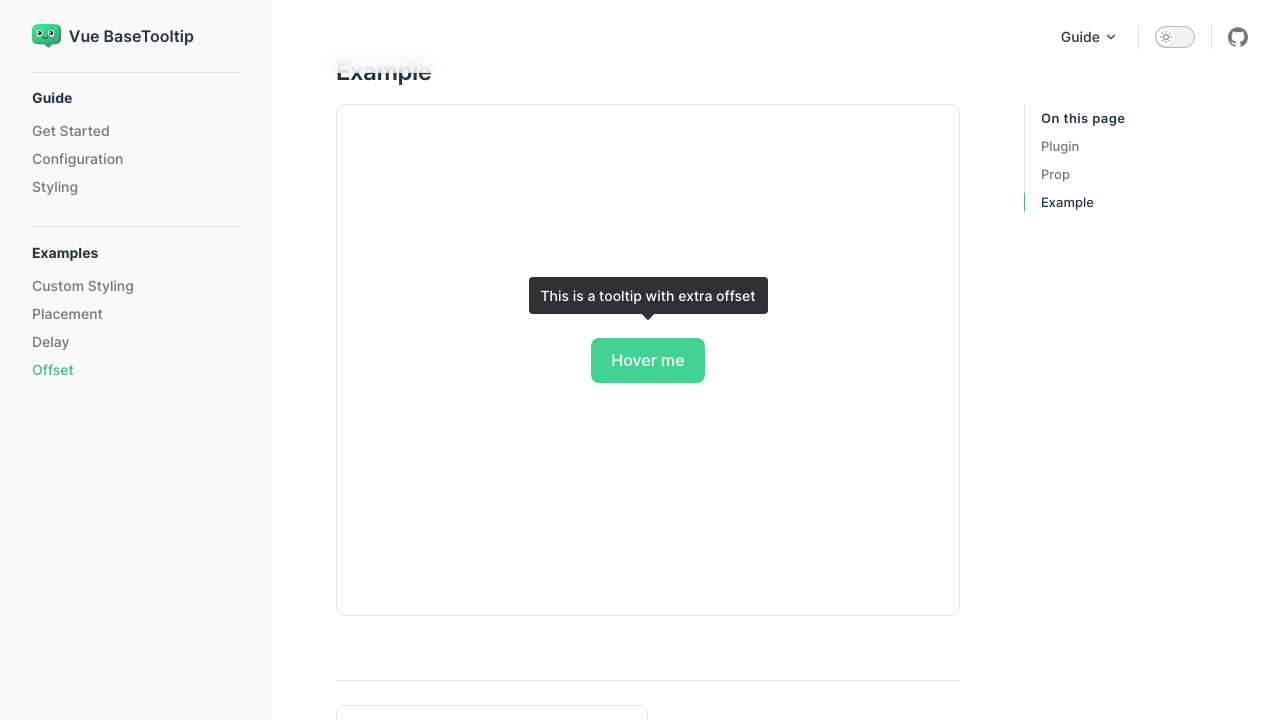 Vue BaseTooltip
Guide
Get Started
Configuration
Styling
Examples
Custom Styling
Placement
Delay
Offset
Guide
Example
This is a tooltip with extra offset
Hover me
On this page
Plugin
Prop
Example